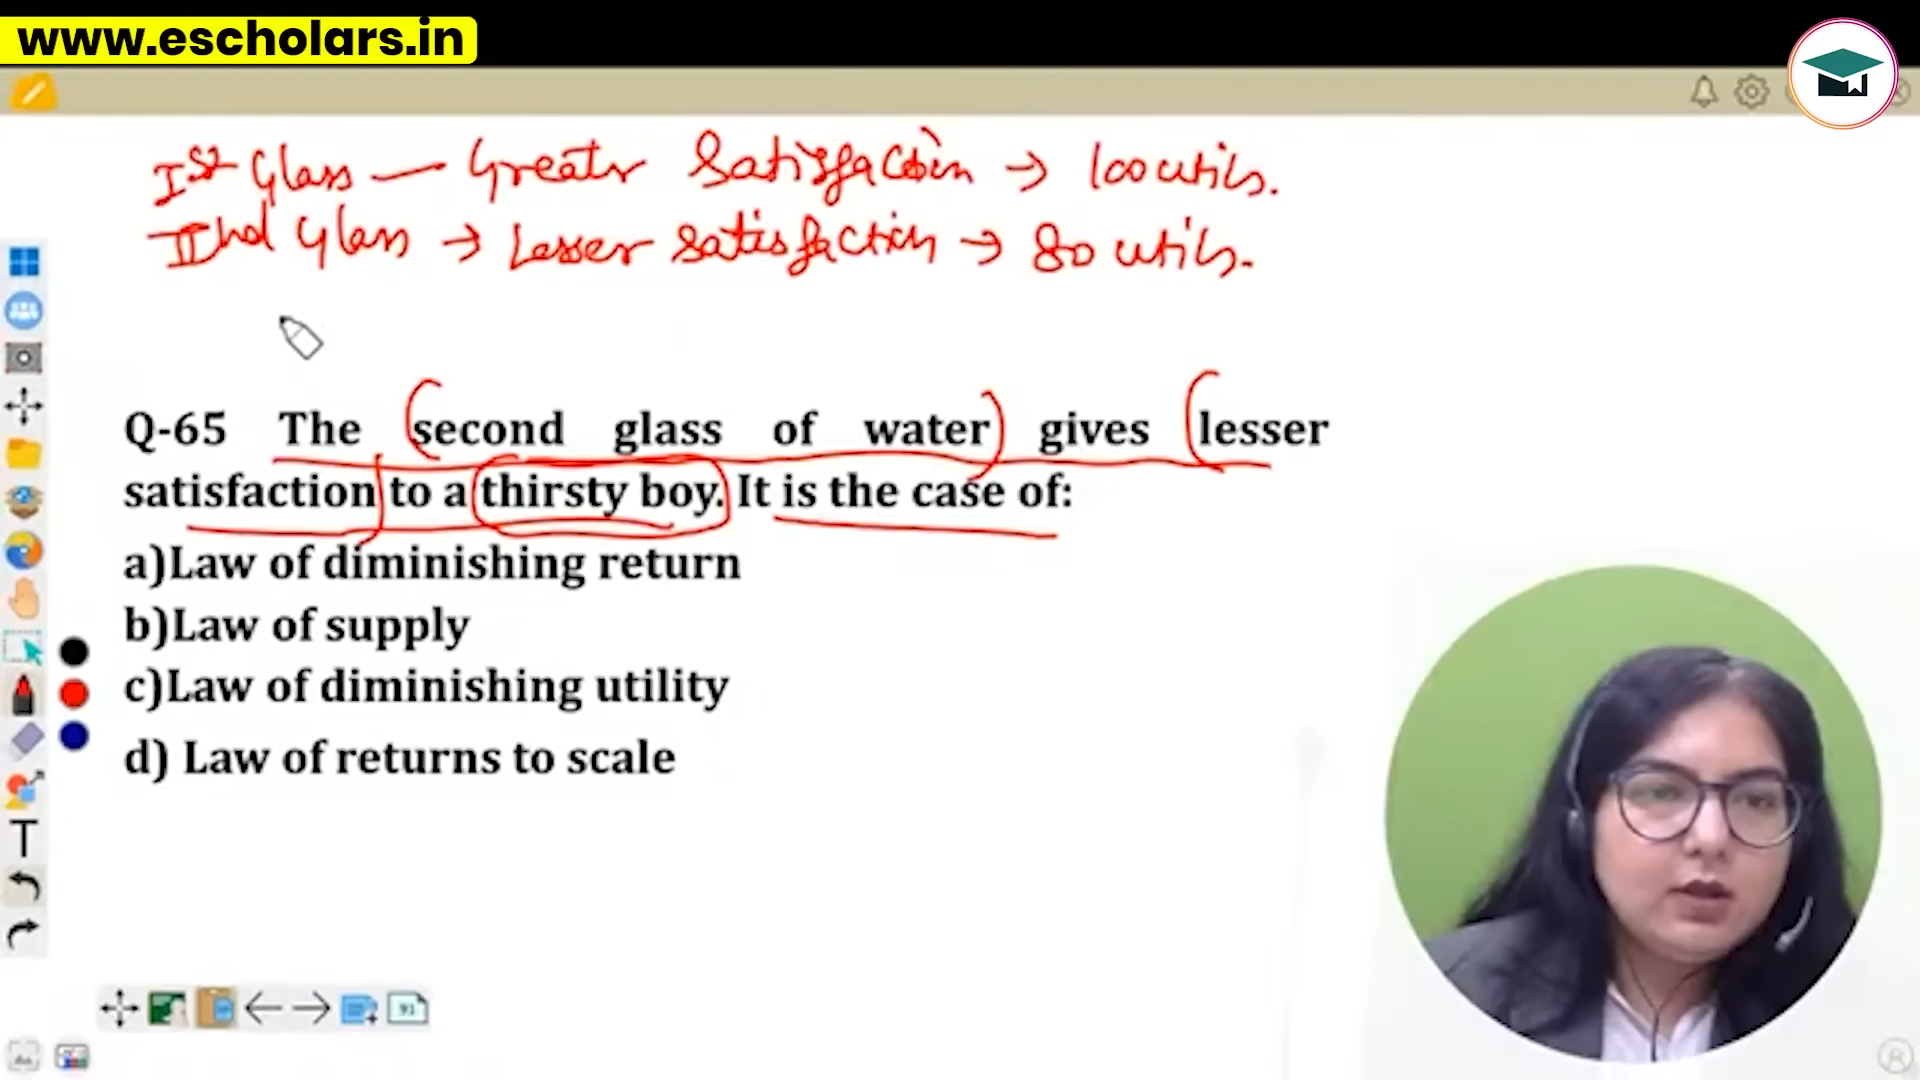 www.escholars.in
Ist Glass — Greater Satisfaction → 100 utils.
IInd Glass → Lesser satisfaction → 80 utils.
Q-65 The second glass of water gives lesser
satisfaction to a thirsty boy. It is the case of:
a)Law of diminishing return
b)Law of supply
c)Law of diminishing utility
d) Law of returns to scale
T
91